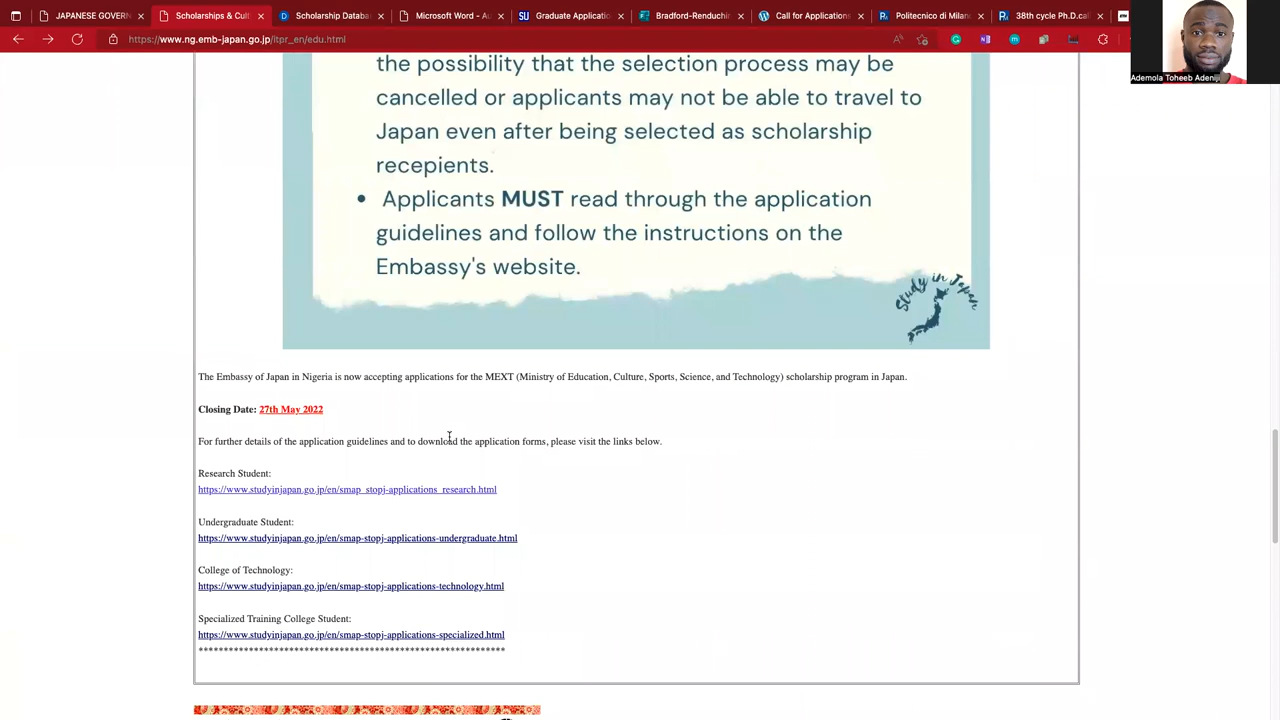 JAPANESE GOVERN
Scholarships & Cul
Scholarship Databa
Microsoft Word - Au
Graduate Applicatio
Bradford-Renduchin
Call for Applications
Politecnico di Milano
38th cycle Ph.D.cal
https://www.ng.emb-japan.go.jp/itpr_en/edu.html
Ademola Toheeb Adeniji
the possibility that the selection process may be
cancelled or applicants may not be able to travel to
Japan even after being selected as scholarship
recepients.
• Applicants MUST read through the application
guidelines and follow the instructions on the
Embassy's website.
Study in Japan
The Embassy of Japan in Nigeria is now accepting applications for the MEXT (Ministry of Education, Culture, Sports, Science, and Technology) scholarship program in Japan.
Closing Date: 27th May 2022
For further details of the application guidelines and to download the application forms, please visit the links below.
Research Student:
https://www.studyinjapan.go.jp/en/smap_stopj-applications_research.html
Undergraduate Student:
https://www.studyinjapan.go.jp/en/smap-stopj-applications-undergraduate.html
College of Technology:
https://www.studyinjapan.go.jp/en/smap-stopj-applications-technology.html
Specialized Training College Student:
https://www.studyinjapan.go.jp/en/smap-stopj-applications-specialized.html
*************************************************************